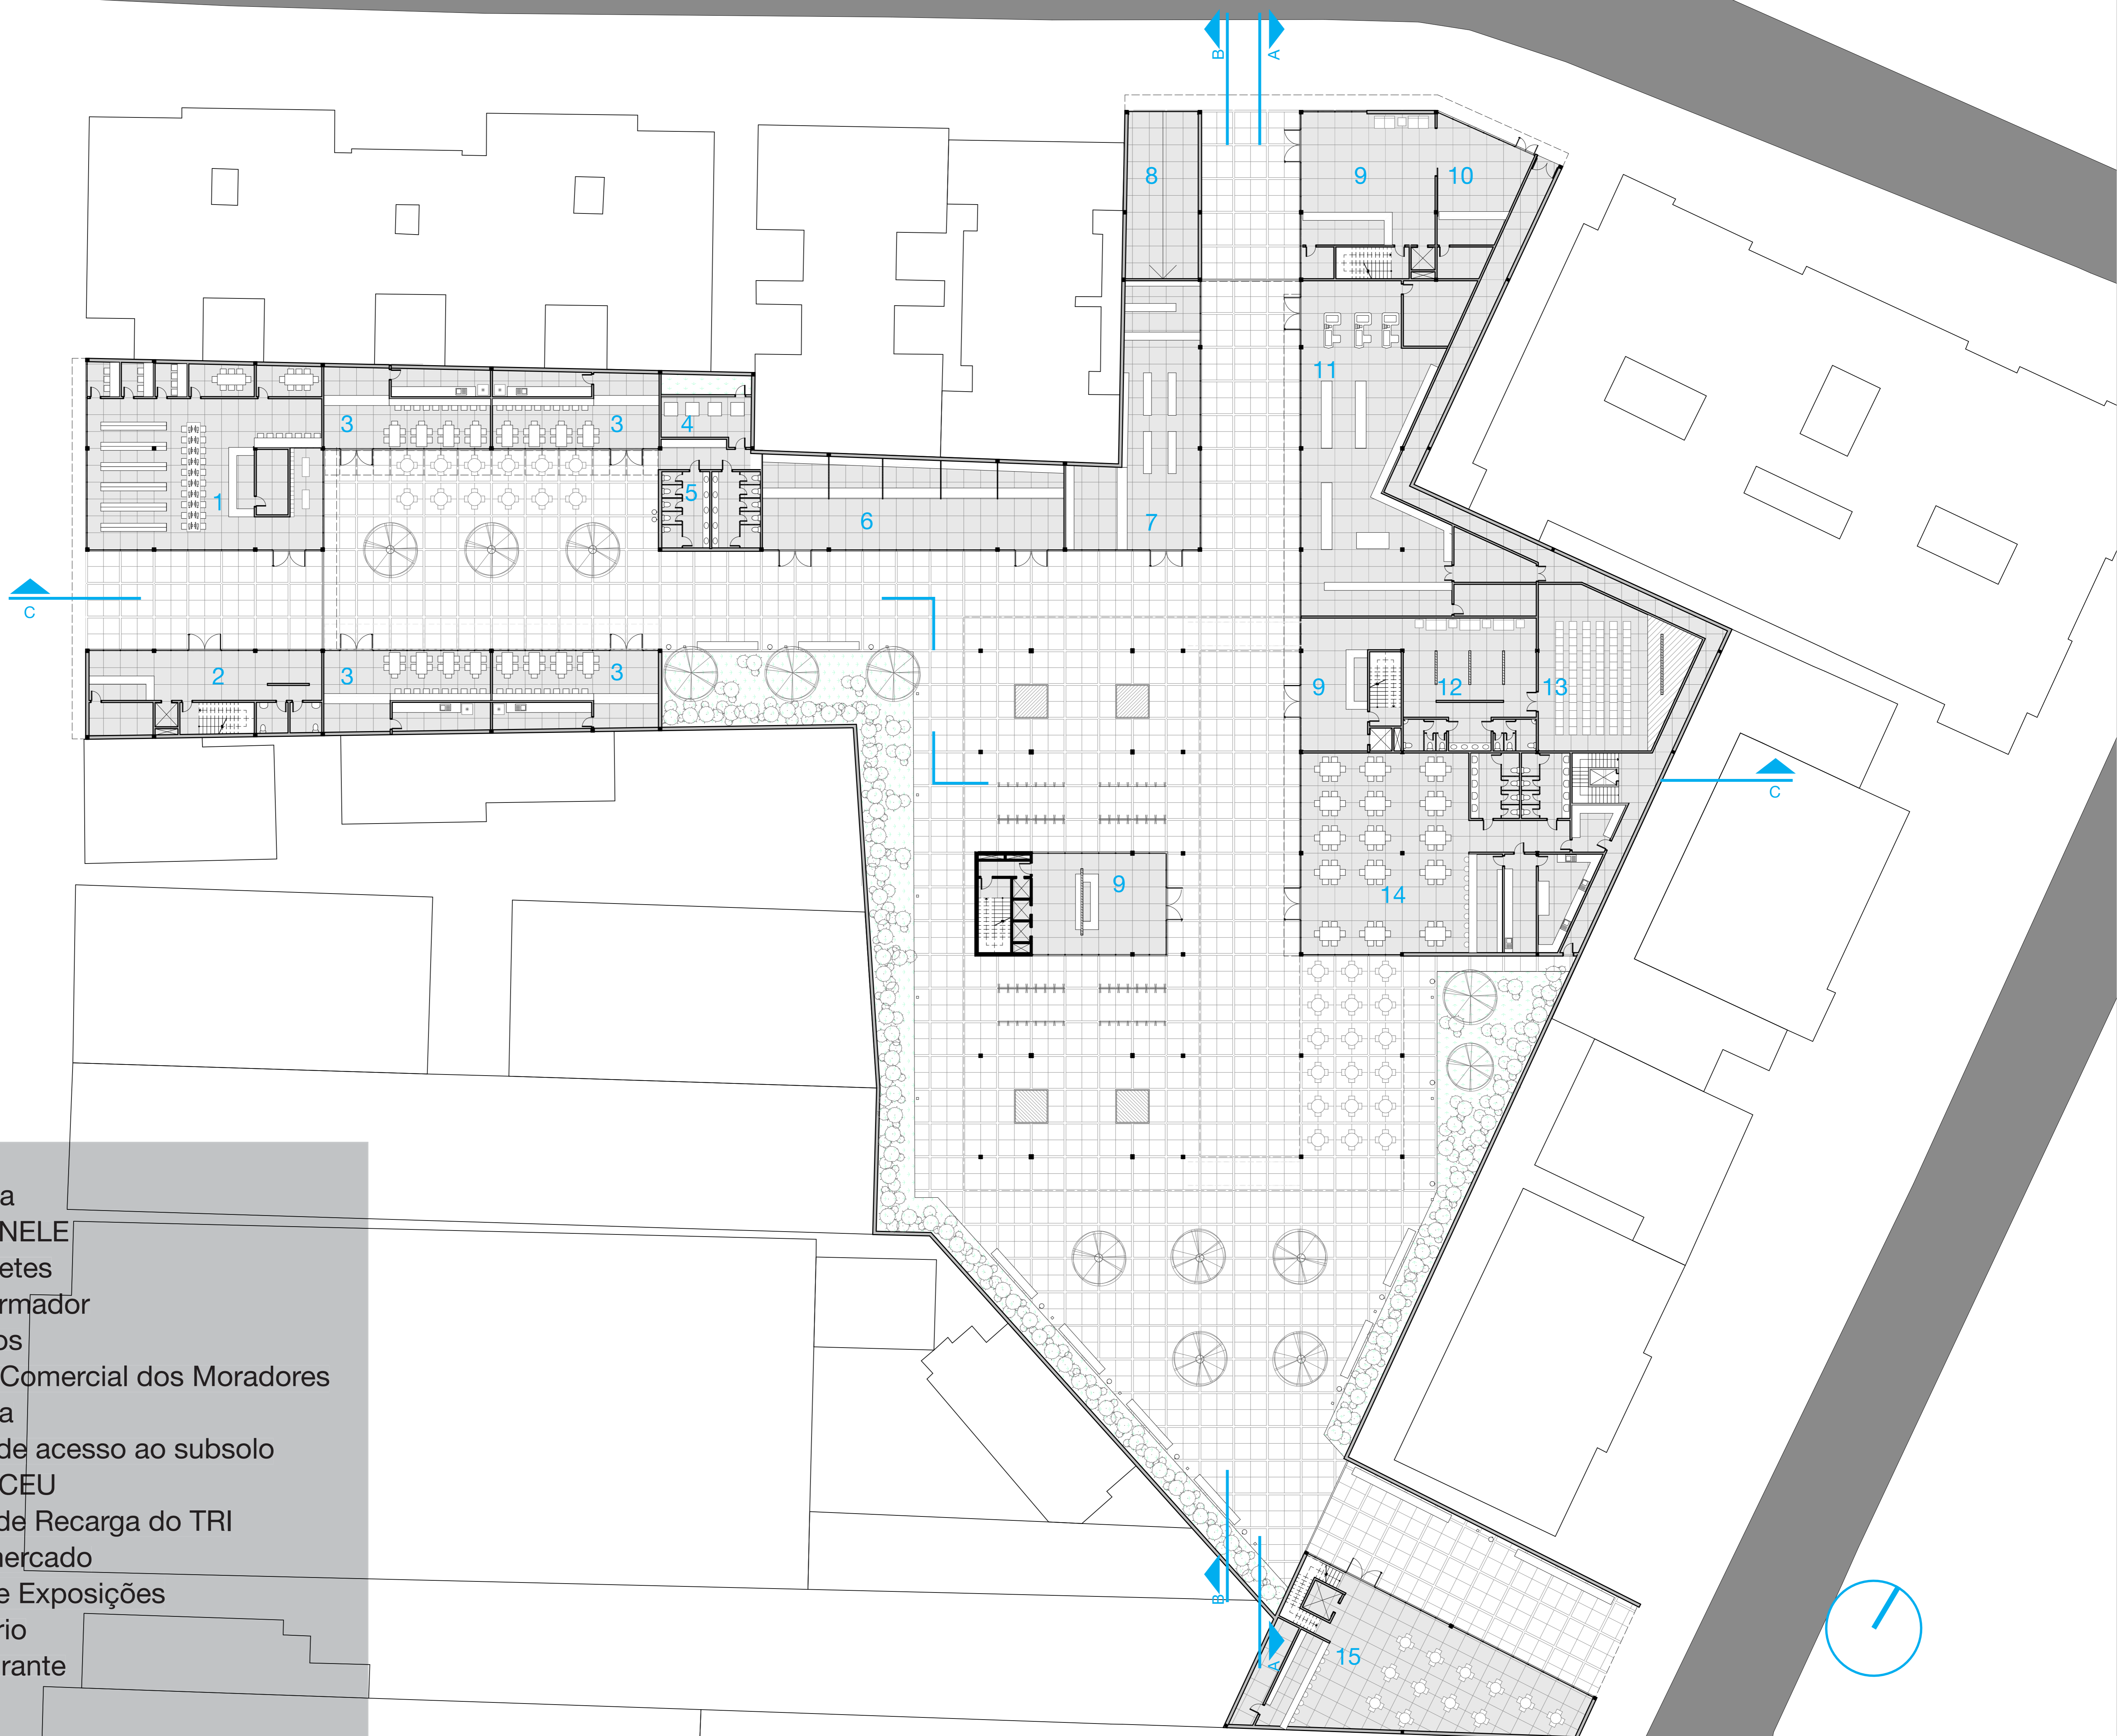 B
A
8
9
10
11
3
3
4
1
5
6
7
C
2
3
3
9
12
13
C
9
14
a
NELE
etes
rmador
os
Comercial dos Moradores
a
de acesso ao subsolo
CEU
de Recarga do TRI
mercado
e Exposições
rio
rante
B
A
15